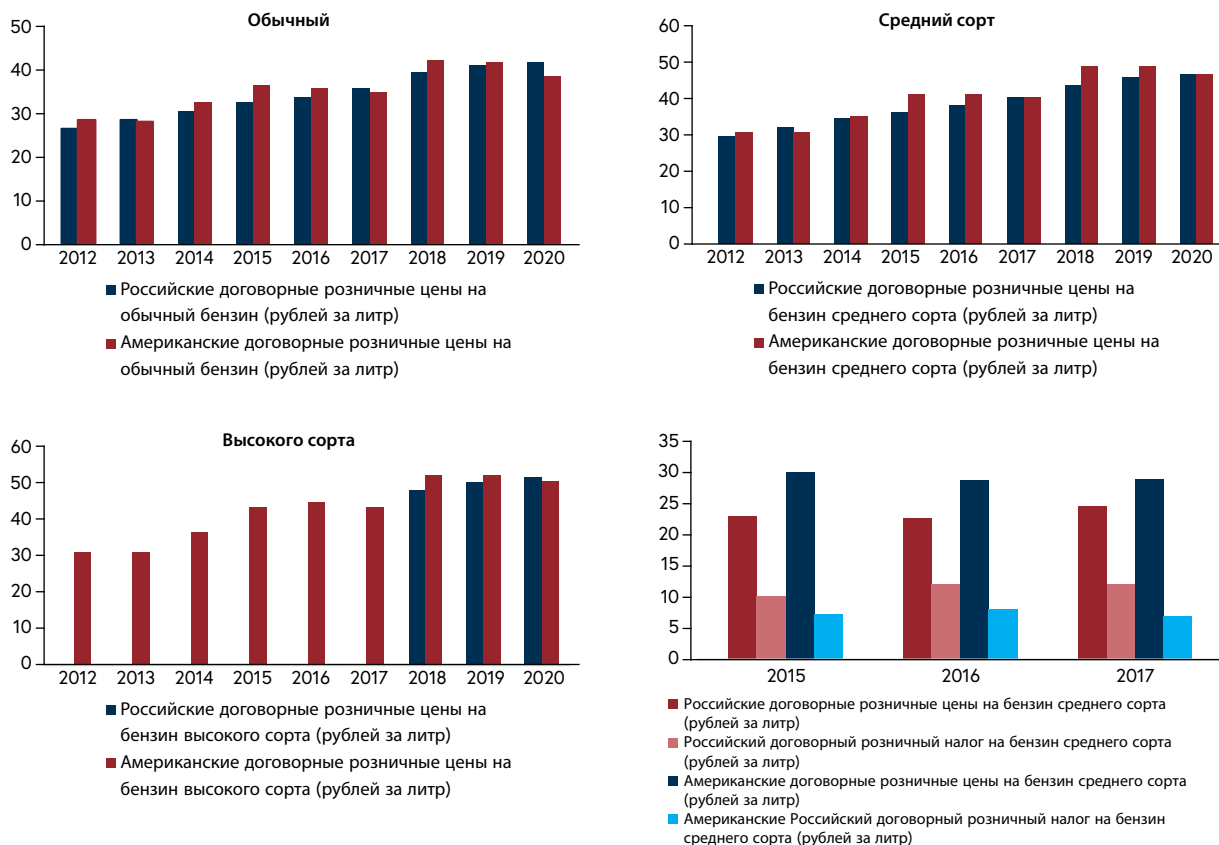 Обычный
50
40
30
20
10
0
2012 2013 2014 2015 2016 2017 2018 2019 2020
Российские договорные розничные цены на
обычный бензин (рублей за литр)
Американские договорные розничные цены на
обычный бензин (рублей за литр)
Средний сорт
60
50
40
30
20
10
0
2012 2013 2014 2015 2016 2017 2018 2019 2020
Российские договорные розничные цены на
бензин среднего сорта (рублей за литр)
Американские договорные розничные цены на
бензин среднего сорта (рублей за литр)
Высокого сорта
60
50
40
30
20
10
0
2012 2013 2014 2015 2016 2017 2018 2019 2020
Российские договорные розничные цены на
бензин высокого сорта (рублей за литр)
Американские договорные розничные цены на
бензин высокого сорта (рублей за литр)
35
30
25
20
15
10
5
0
2015 2016 2017
Российские договорные розничные цены на бензин среднего сорта
(рублей за литр)
Российский договорный розничный налог на бензин среднего сорта
(рублей за литр)
Американские договорные розничные цены на бензин среднего сорта
(рублей за литр)
Американские Российский договорный розничный налог на бензин
среднего сорта (рублей за литр)